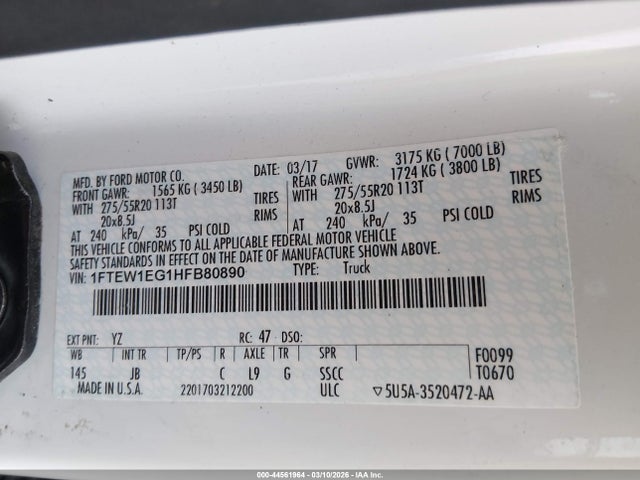 MFD. BY FORD MOTOR CO. DATE: 03/17 GVWR: 3175 KG ( 7000 LB)
FRONT GAWR: 1565 KG ( 3450 LB) REAR GAWR: 1724 KG ( 3800 LB)
WITH 275/55R20 113T TIRES WITH 275/55R20 113T TIRES
20x8.5J RIMS 20x8.5J RIMS
AT 240 kPa/ 35 PSI COLD AT 240 kPa/ 35 PSI COLD
THIS VEHICLE CONFORMS TO ALL APPLICABLE FEDERAL MOTOR VEHICLE
SAFETY STANDARDS IN EFFECT ON THE DATE OF MANUFACTURE SHOWN ABOVE.
VIN: 1FTEW1EG1HFB80890 TYPE: Truck
EXT PNT: YZ RC: 47 DSO:
WB INT TR TP/PS R AXLE TR SPR F0099
145 JB C L9 G SSCC T0670
MADE IN U.S.A. 2201703212200 ULC ▽5U5A-3520472-AA
000-44561964 | 03/10/2026 | IAA Inc.